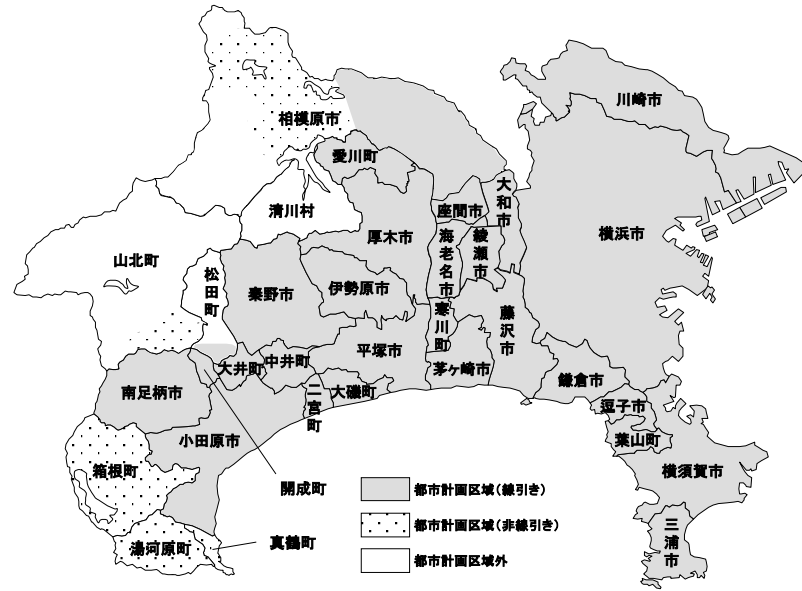 川崎市
相模原市
愛川町
大和市
清川村
座間市
横浜市
厚木市
海老名市
綾瀬市
山北町
松田町
秦野市
伊勢原市
寒川町
藤沢市
平塚市
大井町
中井町
茅ヶ崎市
南足柄市
二宮町
大磯町
鎌倉市
逗子市
小田原市
葉山町
箱根町
横須賀市
開成町
都市計画区域(線引き)
真鶴町
都市計画区域(非線引き)
湯河原町
三浦市
都市計画区域外